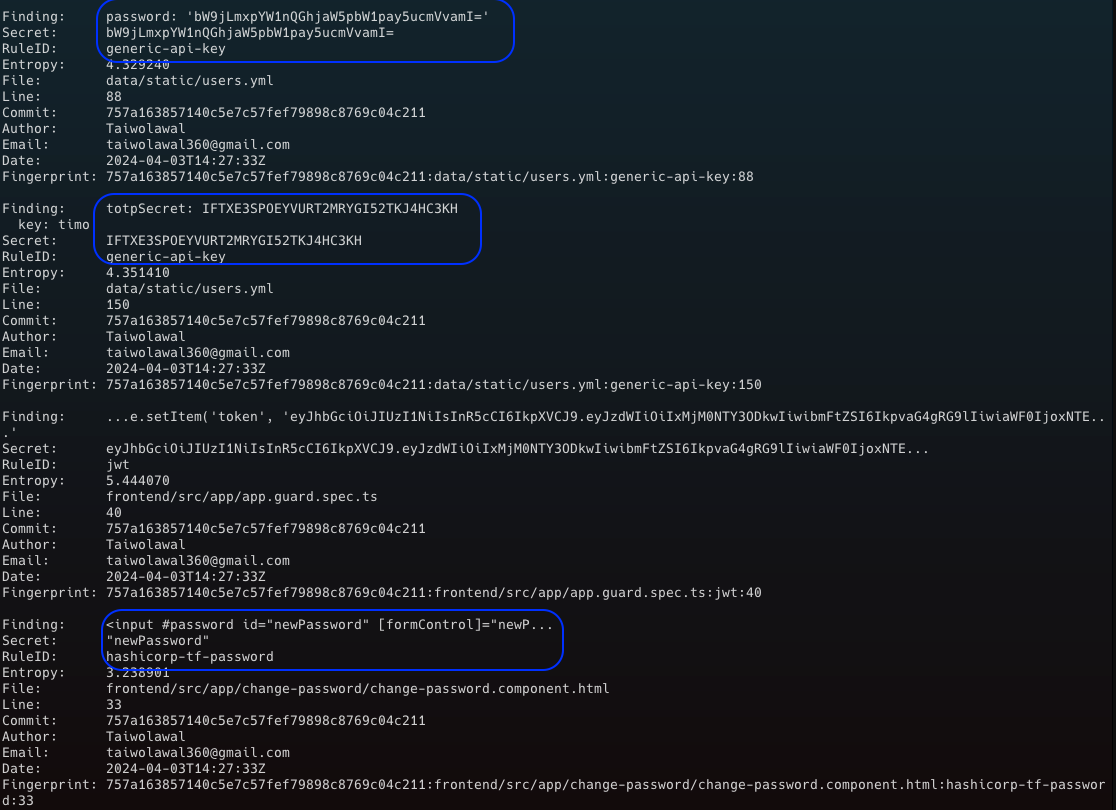 Finding:     password: 'bW9jLmxpYW1nQGhjaW5pbW1pay5ucmVvamI='
Secret:      bW9jLmxpYW1nQGhjaW5pbW1pay5ucmVvamI=
RuleID:      generic-api-key
Entropy:     4.329240
File:        data/static/users.yml
Line:        88
Commit:      757a163857140c5e7c57fef79898c8769c04c211
Author:      Taiwolawal
Email:       taiwolawal360@gmail.com
Date:        2024-04-03T14:27:33Z
Fingerprint: 757a163857140c5e7c57fef79898c8769c04c211:data/static/users.yml:generic-api-key:88
Finding:     totpSecret: IFTXE3SPOEYVURT2MRYGI52TKJ4HC3KH
  key: timo
Secret:      IFTXE3SPOEYVURT2MRYGI52TKJ4HC3KH
RuleID:      generic-api-key
Entropy:     4.351410
File:        data/static/users.yml
Line:        150
Commit:      757a163857140c5e7c57fef79898c8769c04c211
Author:      Taiwolawal
Email:       taiwolawal360@gmail.com
Date:        2024-04-03T14:27:33Z
Fingerprint: 757a163857140c5e7c57fef79898c8769c04c211:data/static/users.yml:generic-api-key:150
Finding:     ...e.setItem('token', 'eyJhbGciOiJIUzI1NiIsInR5cCI6IkpXVCJ9.eyJzdWIiOiIxMjM0NTY3ODkwIiwibmFtZSI6IkpvaG4gRG9lIiwiaWF0IjoxNTE..
.'
Secret:      eyJhbGciOiJIUzI1NiIsInR5cCI6IkpXVCJ9.eyJzdWIiOiIxMjM0NTY3ODkwIiwibmFtZSI6IkpvaG4gRG9lIiwiaWF0IjoxNTE...
RuleID:      jwt
Entropy:     5.444070
File:        frontend/src/app/app.guard.spec.ts
Line:        40
Commit:      757a163857140c5e7c57fef79898c8769c04c211
Author:      Taiwolawal
Email:       taiwolawal360@gmail.com
Date:        2024-04-03T14:27:33Z
Fingerprint: 757a163857140c5e7c57fef79898c8769c04c211:frontend/src/app/app.guard.spec.ts:jwt:40
Finding:     <input #password id="newPassword" [formControl]="newP...
Secret:      "newPassword"
RuleID:      hashicorp-tf-password
Entropy:     3.238901
File:        frontend/src/app/change-password/change-password.component.html
Line:        33
Commit:      757a163857140c5e7c57fef79898c8769c04c211
Author:      Taiwolawal
Email:       taiwolawal360@gmail.com
Date:        2024-04-03T14:27:33Z
Fingerprint: 757a163857140c5e7c57fef79898c8769c04c211:frontend/src/app/change-password/change-password.component.html:hashicorp-tf-passwor
d:33